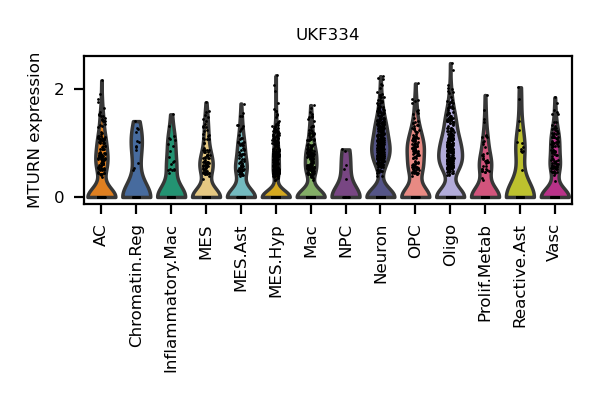 UKF334
MTURN expression
2
0
AC
Chromatin.Reg
Inflammatory.Mac
MES
MES.Ast
MES.Hyp
Mac
NPC
Neuron
OPC
Oligo
Prolif.Metab
Reactive.Ast
Vasc